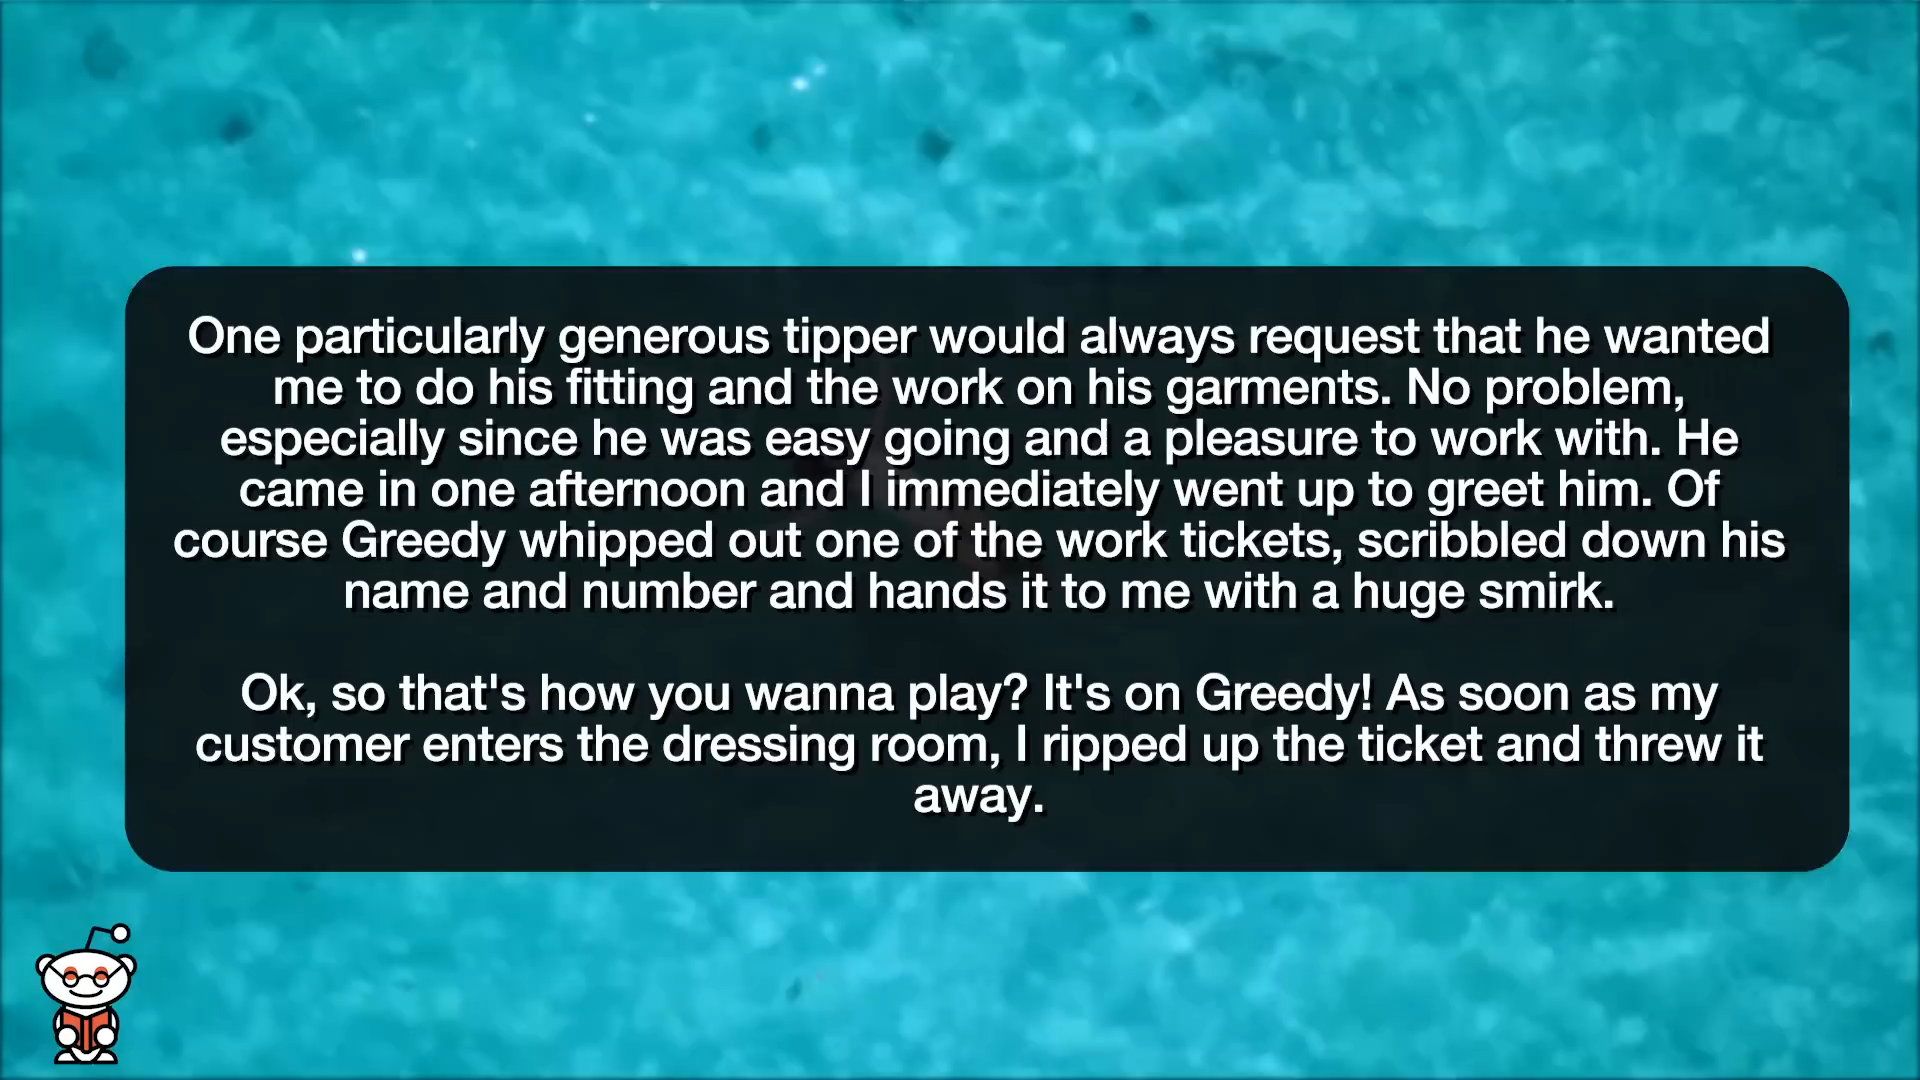 One particularly generous tipper would always request that he wanted
me to do his fitting and the work on his garments. No problem,
especially since he was easy going and a pleasure to work with. He
came in one afternoon and I immediately went up to greet him. Of
course Greedy whipped out one of the work tickets, scribbled down his
name and number and hands it to me with a huge smirk.
Ok, so that's how you wanna play? It's on Greedy! As soon as my
customer enters the dressing room, I ripped up the ticket and threw it
away.